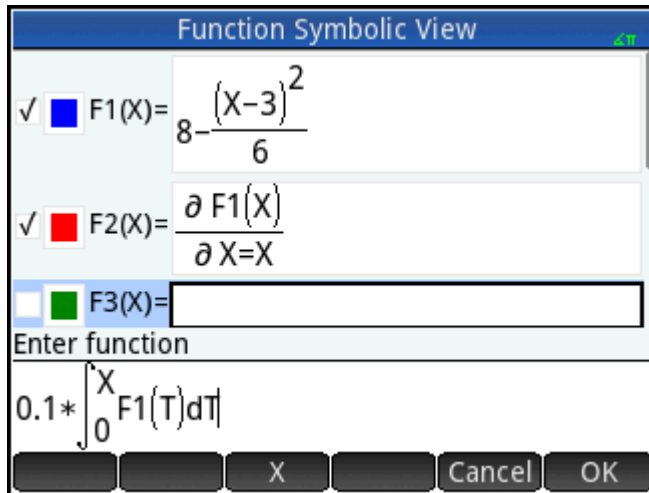 Function Symbolic View
∡π
√ F1(X)= 8-(X-3)^2/6
√ F2(X)= ∂ F1(X)/∂ X=X
F3(X)=
Enter function
0.1*∫_0^X F1(T)dT
X Cancel OK